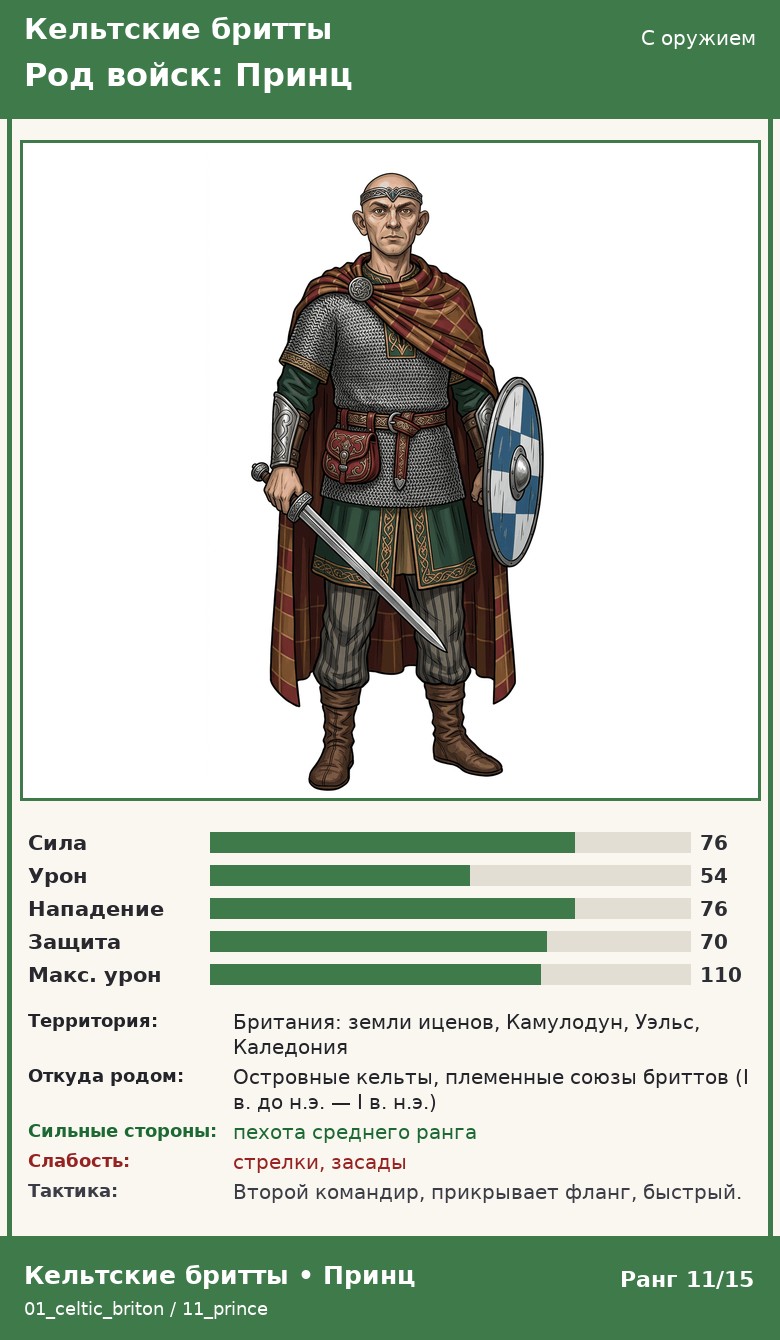 Кельтские бритты
С оружием
Род войск: Принц
Сила 76
Урон 54
Нападение 76
Защита 70
Макс. урон 110
Территория: Британия: земли иценов, Камулодун, Уэльс,
Каледония
Откуда родом: Островные кельты, племенные союзы бриттов (I
в. до н.э. — I в. н.э.)
Сильные стороны: пехота среднего ранга
Слабость: стрелки, засады
Тактика: Второй командир, прикрывает фланг, быстрый.
Кельтские бритты • Принц
Ранг 11/15
01_celtic_briton / 11_prince